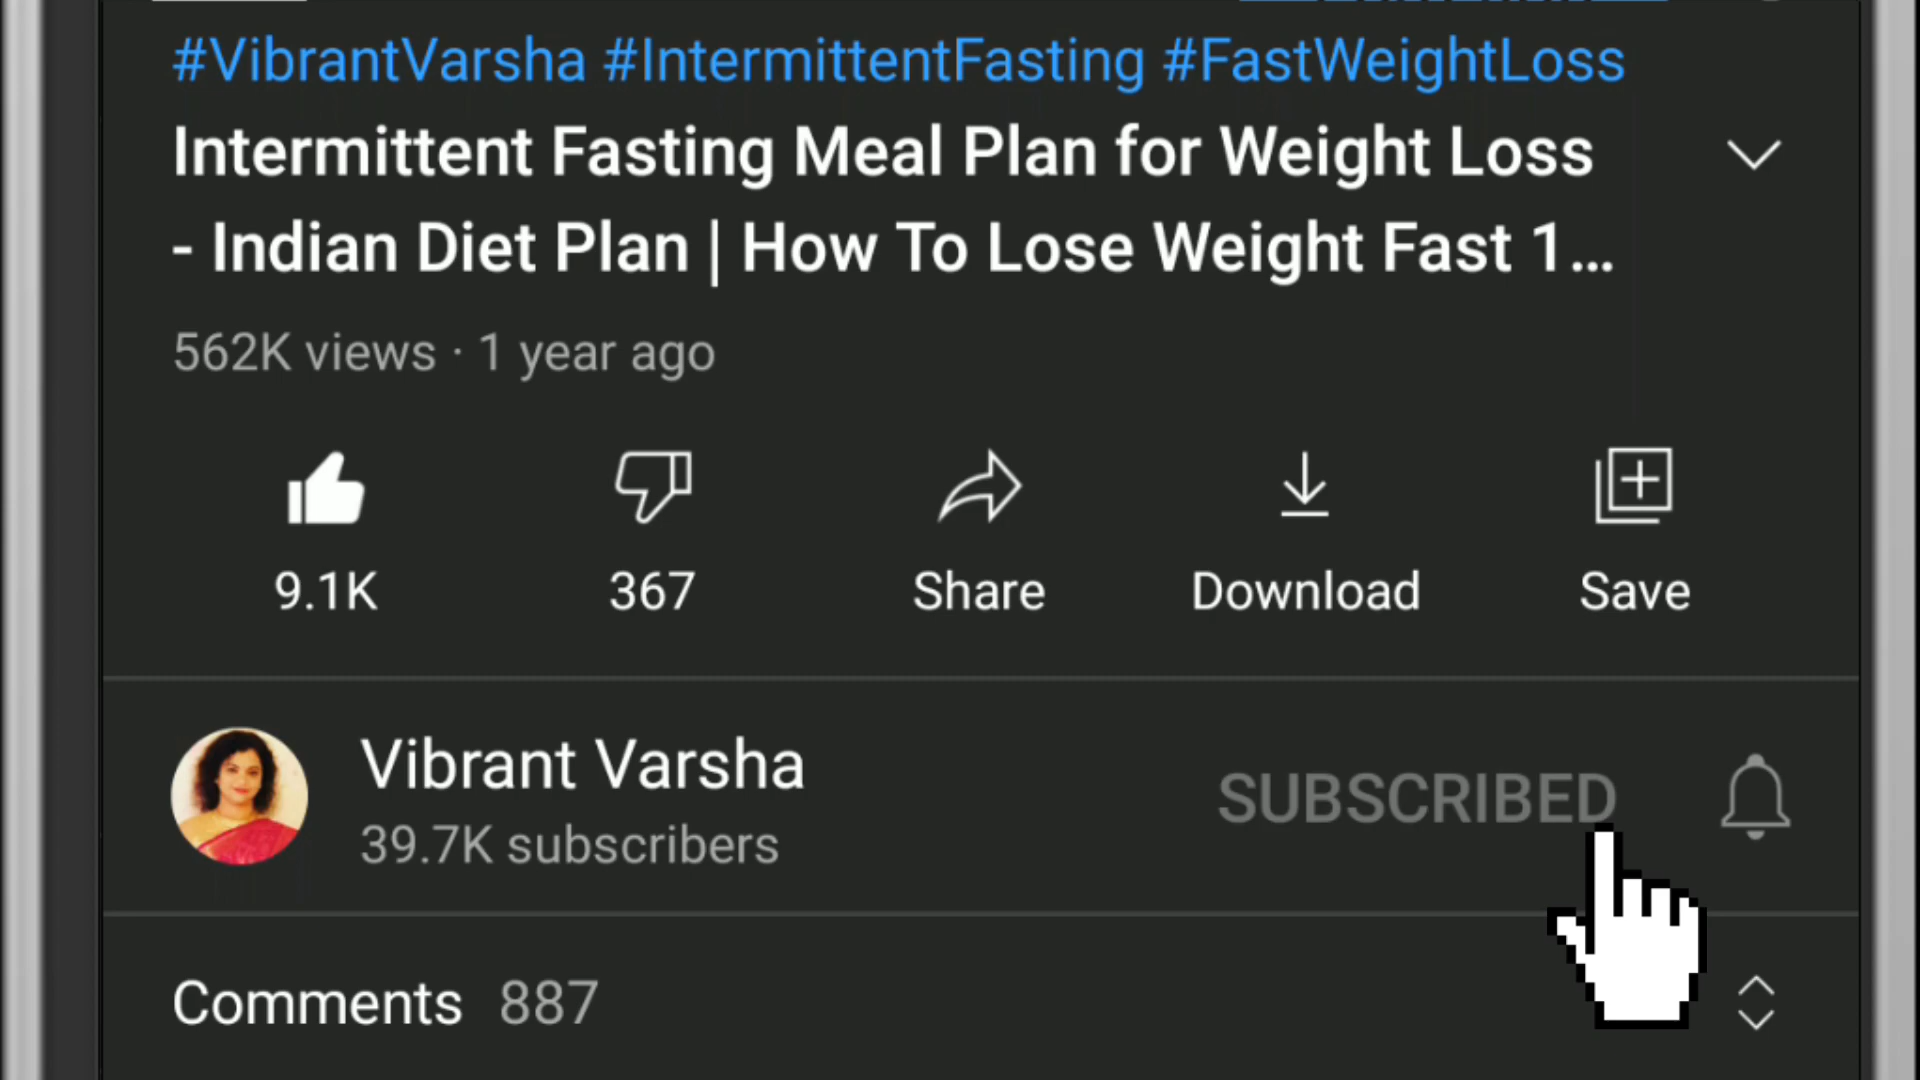 #VibrantVarsha #IntermittentFasting #FastWeightLoss
Intermittent Fasting Meal Plan for Weight Loss
- Indian Diet Plan | How To Lose Weight Fast 1...
562K views · 1 year ago
9.1K 367 Share Download Save
Vibrant Varsha
39.7K subscribers
SUBSCRIBED
Comments 887